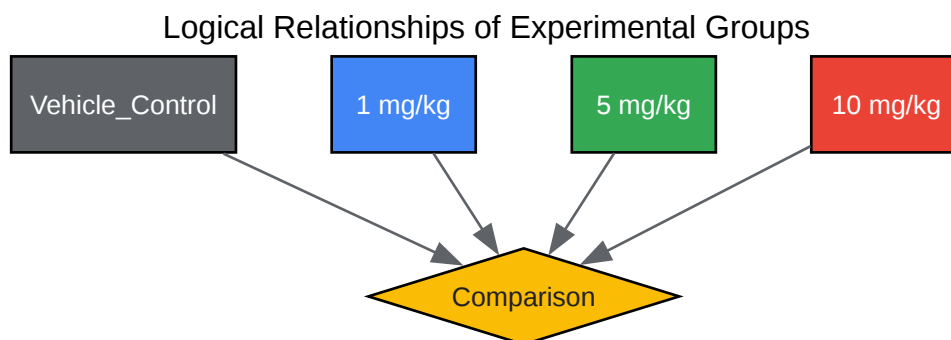 Logical Relationships of Experimental Groups
Vehicle_Control
1 mg/kg
5 mg/kg
10 mg/kg
Comparison